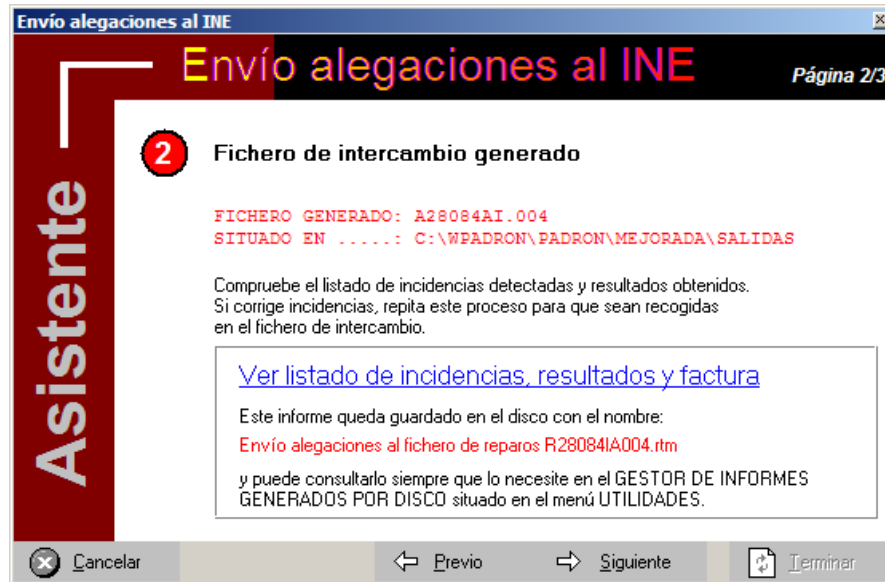 Envío alegaciones al INE
Envío alegaciones al INE
Página 2/3
Asistente
2
Fichero de intercambio generado
FICHERO GENERADO: A28084AI.004
SITUADO EN .....: C:\WPADRON\PADRON\MEJORADA\SALIDAS
Compruebe el listado de incidencias detectadas y resultados obtenidos.
Si corrige incidencias, repita este proceso para que sean recogidas
en el fichero de intercambio.
Ver listado de incidencias, resultados y factura
Este informe queda guardado en el disco con el nombre:
Envío alegaciones al fichero de reparos R28084IA004.rtm
y puede consultarlo siempre que lo necesite en el GESTOR DE INFORMES
GENERADOS POR DISCO situado en el menú UTILIDADES.
Cancelar
Previo
Siguiente
Terminar